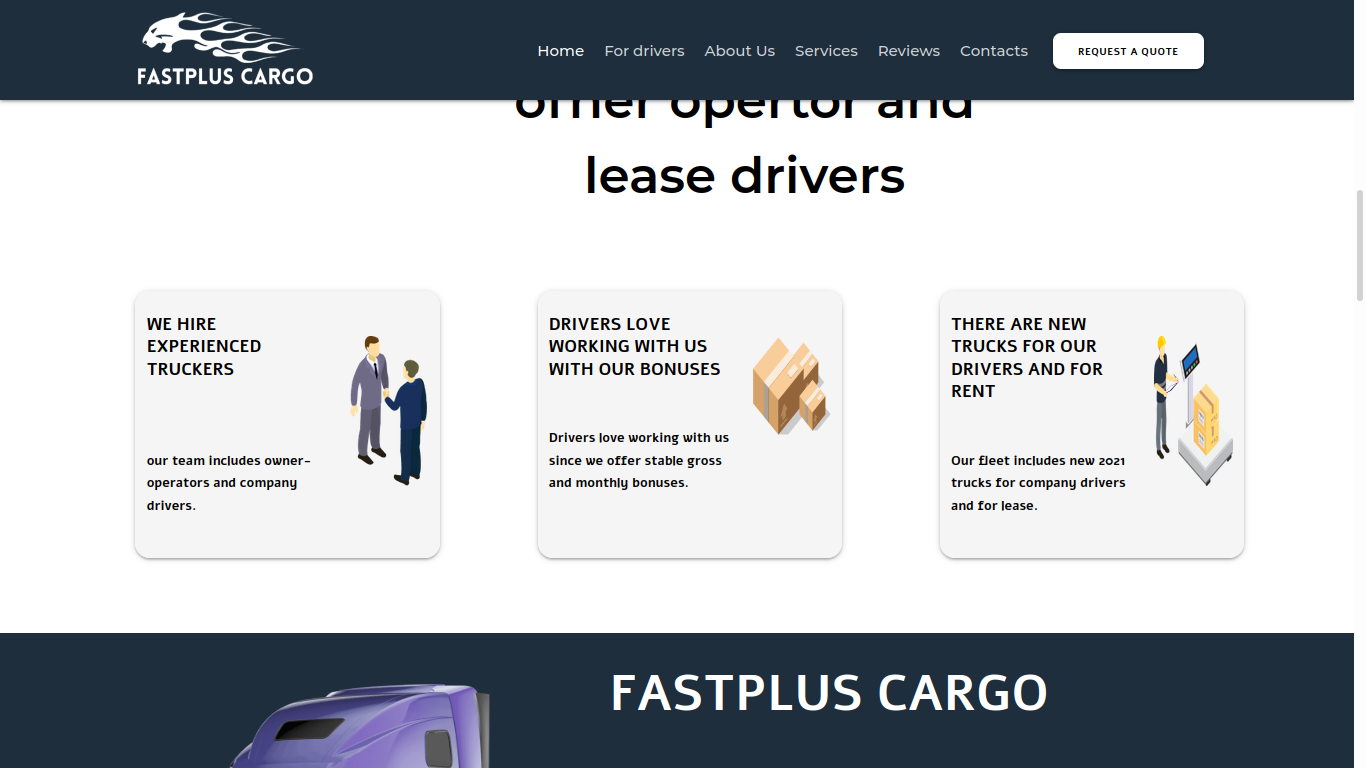 FASTPLUS CARGO
Home For drivers About Us Services Reviews Contacts REQUEST A QUOTE
opertor and
lease drivers
WE HIRE
EXPERIENCED
TRUCKERS
our team includes owner-
operators and company
drivers.
DRIVERS LOVE
WORKING WITH US
WITH OUR BONUSES
Drivers love working with us
since we offer stable gross
and monthly bonuses.
THERE ARE NEW
TRUCKS FOR OUR
DRIVERS AND FOR
RENT
Our fleet includes new 2021
trucks for company drivers
and for lease.
FASTPLUS CARGO